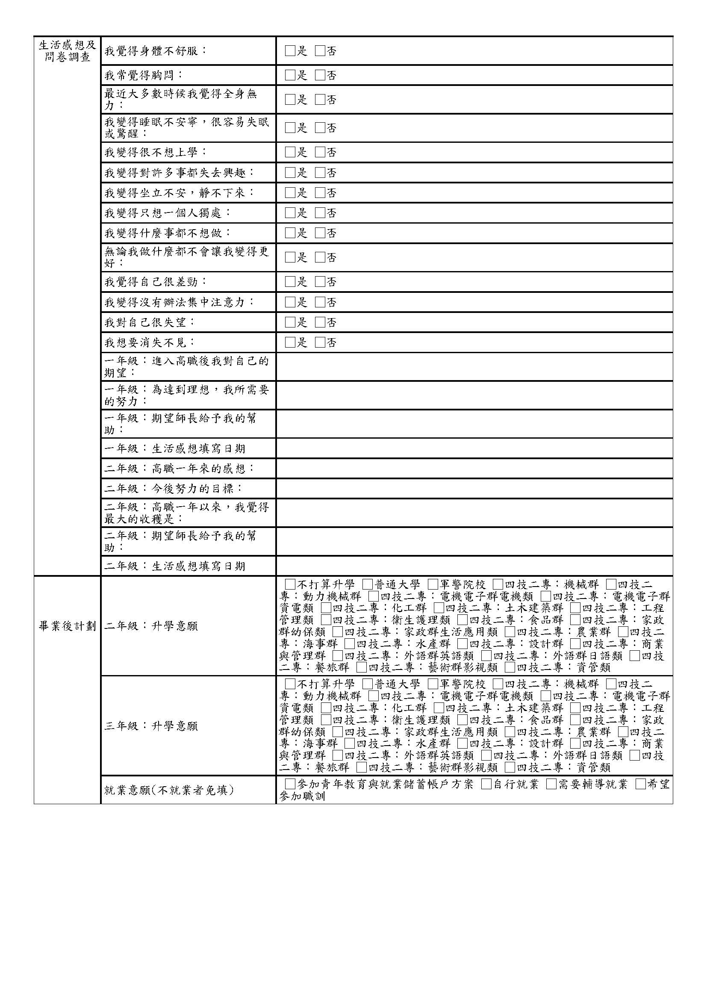 生活感想及
問卷調查
我覺得身體不舒服： □是 □否
我常覺得胸悶： □是 □否
最近大多數時候我覺得全身無
力： □是 □否
我變得睡眠不安寧，很容易失眠
或驚醒： □是 □否
我變得很不想上學： □是 □否
我變得對許多事都失去興趣： □是 □否
我變得坐立不安，靜不下來： □是 □否
我變得只想一個人獨處： □是 □否
我變得什麼事都不想做： □是 □否
無論我做什麼都不會讓我變得更
好： □是 □否
我覺得自己很差勁： □是 □否
我變得沒有辦法集中注意力： □是 □否
我對自己很失望： □是 □否
我想要消失不見： □是 □否
一年級：進入高職後我對自己的
期望：
一年級：為達到理想，我所需要
的努力：
一年級：期望師長給予我的幫
助：
一年級：生活感想填寫日期
二年級：高職一年來的感想：
二年級：今後努力的目標：
二年級：高職一年以來，我覺得
最大的收穫是：
二年級：期望師長給予我的幫
助：
二年級：生活感想填寫日期
畢業後計劃
二年級：升學意願
□不打算升學 □普通大學 □軍警院校 □四技二專：機械群 □四技二
專：動力機械群 □四技二專：電機電子群電機類 □四技二專：電機電子群
資電類 □四技二專：化工群 □四技二專：土木建築群 □四技二專：工程
管理類 □四技二專：衛生護理類 □四技二專：食品群 □四技二專：家政
群幼保類 □四技二專：家政群生活應用類 □四技二專：農業群 □四技二
專：海事群 □四技二專：水產群 □四技二專：設計群 □四技二專：商業
與管理群 □四技二專：外語群英語類 □四技二專：外語群日語類 □四技
二專：餐旅群 □四技二專：藝術群影視類 □四技二專：資管類
三年級：升學意願
□不打算升學 □普通大學 □軍警院校 □四技二專：機械群 □四技二
專：動力機械群 □四技二專：電機電子群電機類 □四技二專：電機電子群
資電類 □四技二專：化工群 □四技二專：土木建築群 □四技二專：工程
管理類 □四技二專：衛生護理類 □四技二專：食品群 □四技二專：家政
群幼保類 □四技二專：家政群生活應用類 □四技二專：農業群 □四技二
專：海事群 □四技二專：水產群 □四技二專：設計群 □四技二專：商業
與管理群 □四技二專：外語群英語類 □四技二專：外語群日語類 □四技
二專：餐旅群 □四技二專：藝術群影視類 □四技二專：資管類
就業意願(不就業者免填)
□參加青年教育與就業儲蓄帳戶方案 □自行就業 □需要輔導就業 □希望
參加職訓